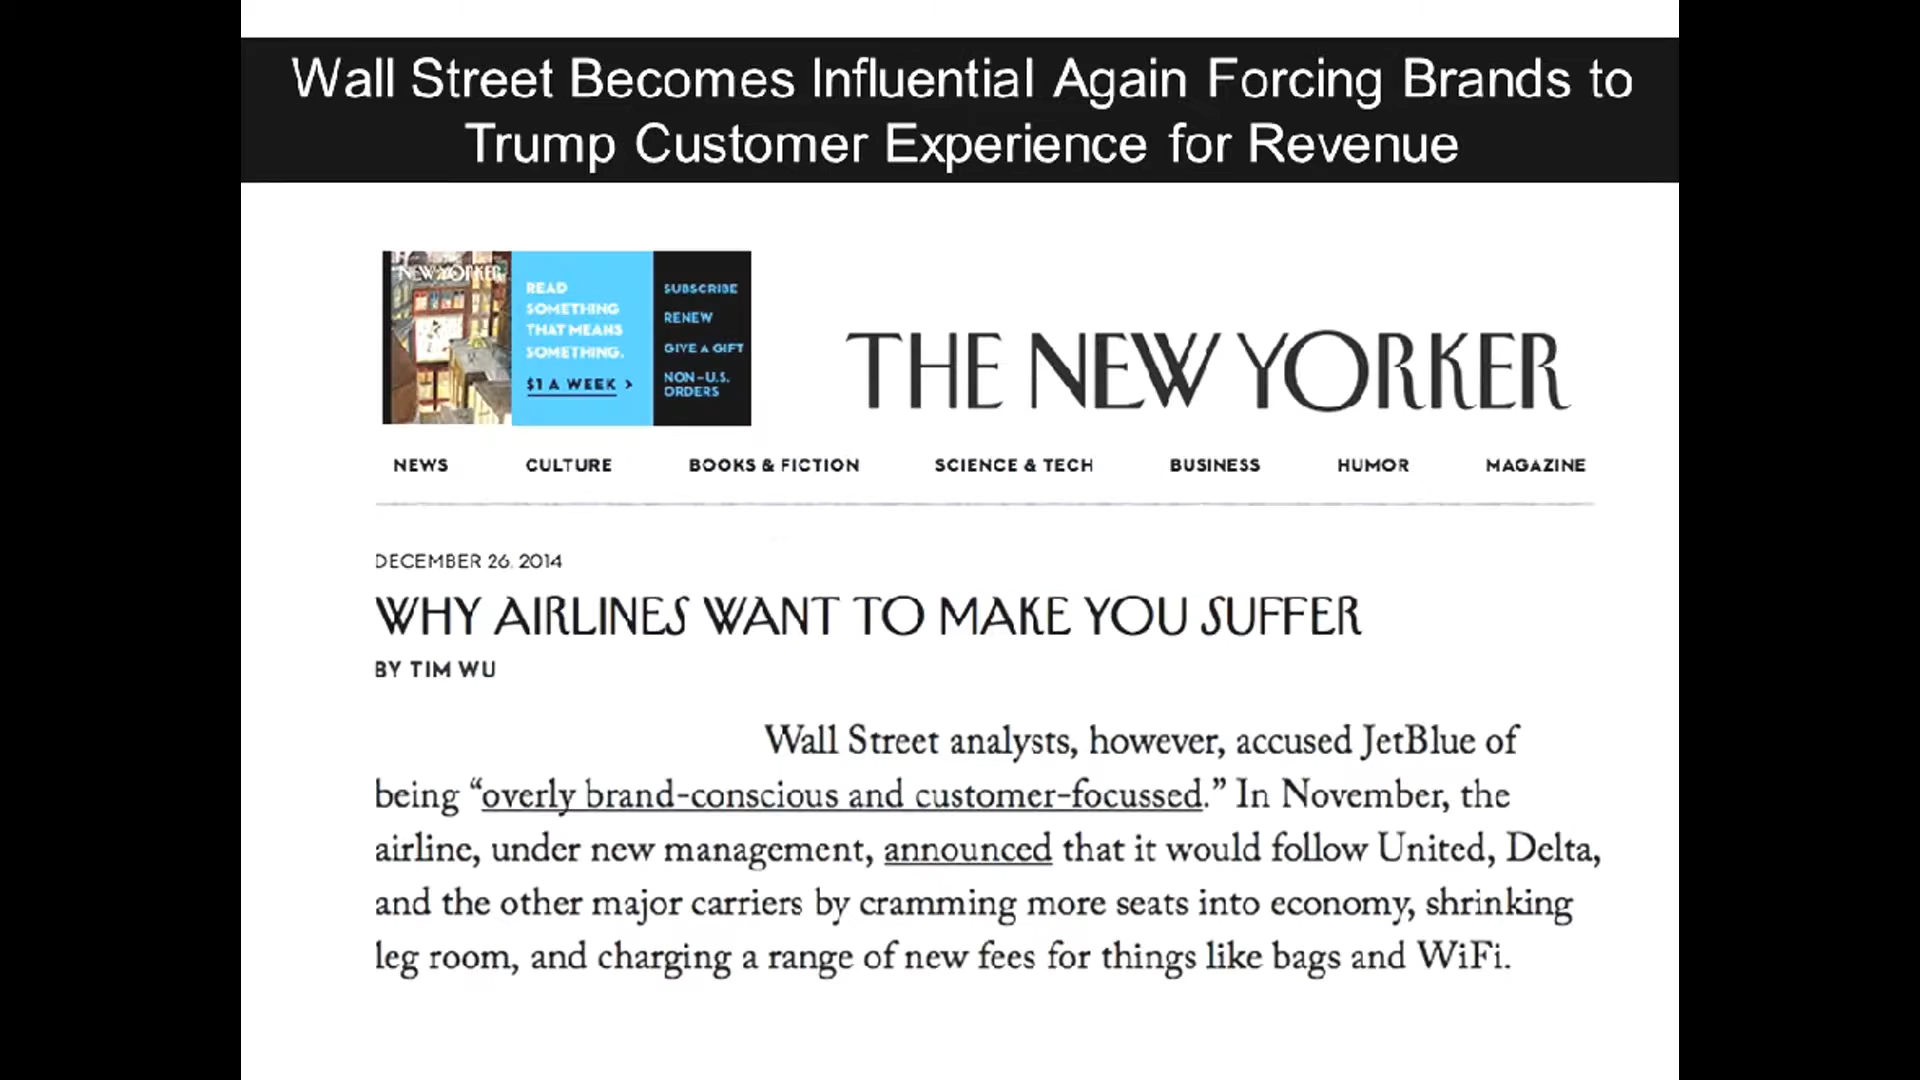 Wall Street Becomes Influential Again Forcing Brands to
Trump Customer Experience for Revenue
NEW YORKER
READ
SOMETHING
THAT MEANS
SOMETHING.
$1 A WEEK >
SUBSCRIBE
RENEW
GIVE A GIFT
NON-U.S.
ORDERS
THE NEW YORKER
NEWS CULTURE BOOKS & FICTION SCIENCE & TECH BUSINESS HUMOR MAGAZINE
DECEMBER 26, 2014
WHY AIRLINES WANT TO MAKE YOU SUFFER
BY TIM WU
Wall Street analysts, however, accused JetBlue of
being “overly brand-conscious and customer-focussed.” In November, the
airline, under new management, announced that it would follow United, Delta,
and the other major carriers by cramming more seats into economy, shrinking
leg room, and charging a range of new fees for things like bags and WiFi.